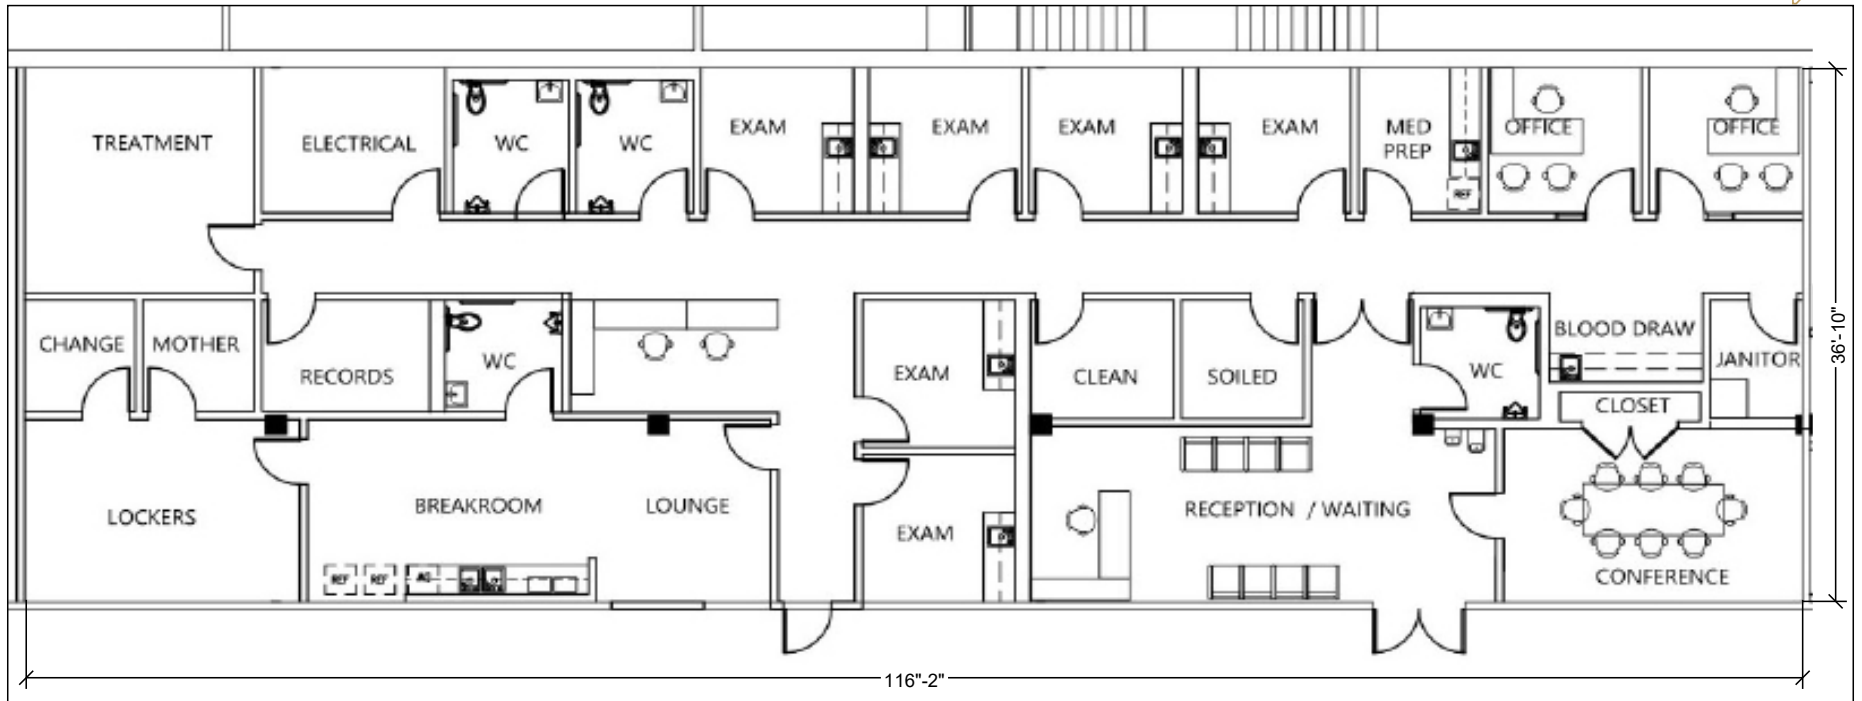 TREATMENT
ELECTRICAL
WC
WC
EXAM
EXAM
EXAM
EXAM
MED
PREP
REF
OFFICE
OFFICE
CHANGE
MOTHER
RECORDS
WC
EXAM
CLEAN
SOILED
WC
BLOOD DRAW
JANITOR
CLOSET
LOCKERS
BREAKROOM
LOUNGE
EXAM
RECEPTION / WAITING
CONFERENCE
REF
REF
36'-10"
116"-2"